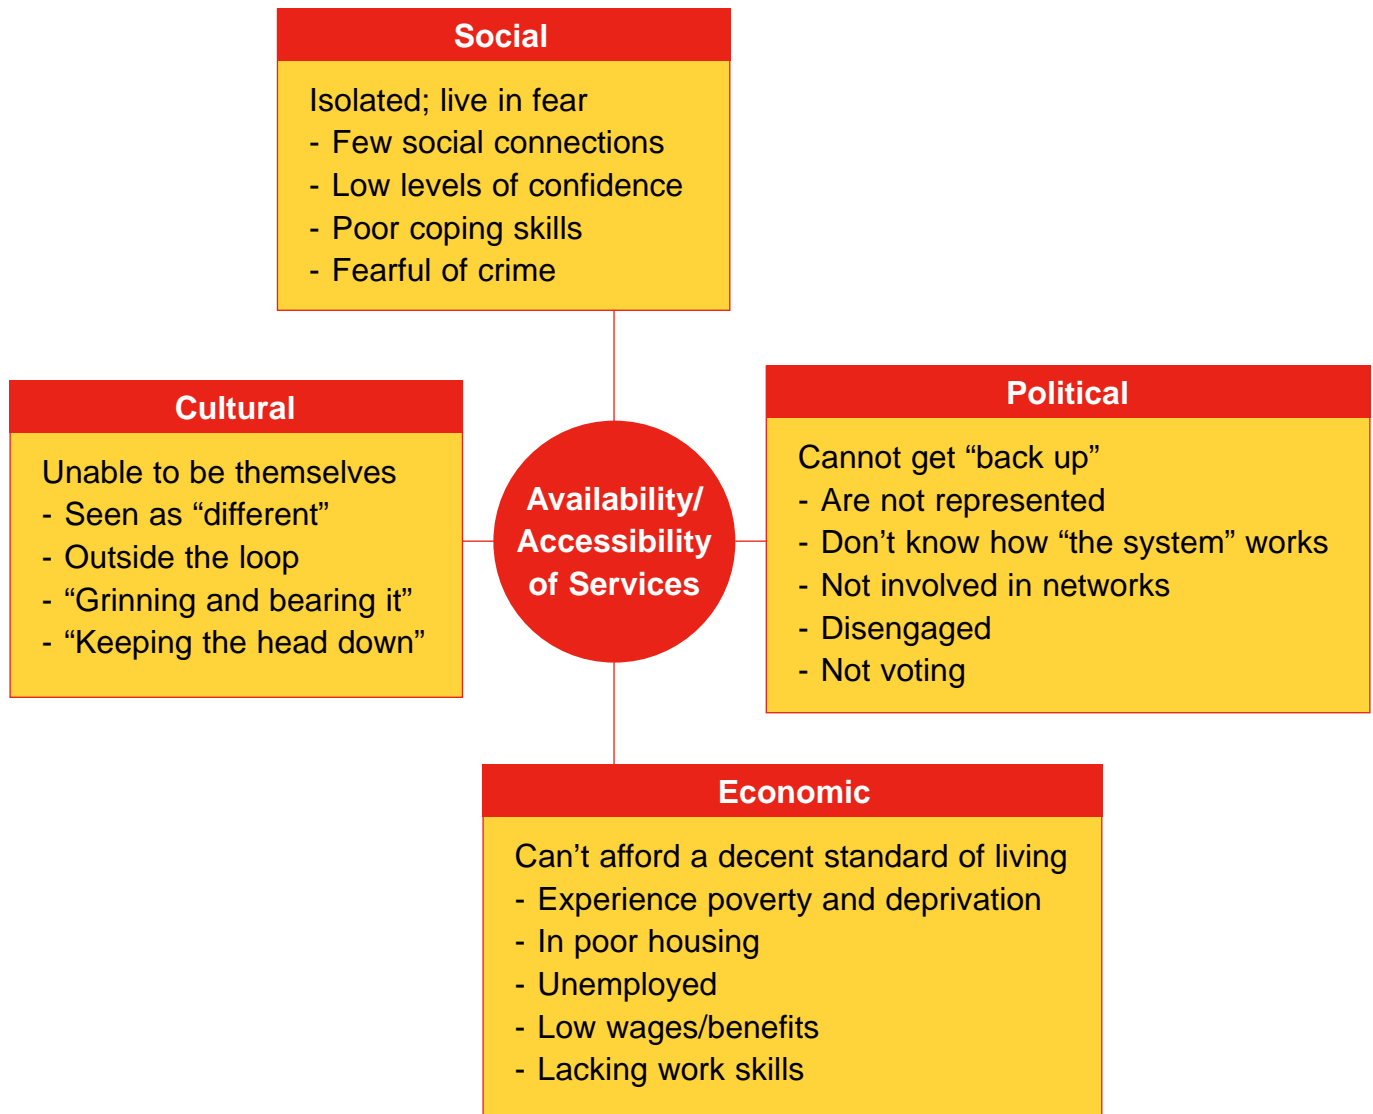 Social
Isolated; live in fear
- Few social connections
- Low levels of confidence
- Poor coping skills
- Fearful of crime
Cultural
Unable to be themselves
- Seen as “different”
- Outside the loop
- “Grinning and bearing it”
- “Keeping the head down”
Availability/
Accessibility
of Services
Political
Cannot get “back up”
- Are not represented
- Don’t know how “the system” works
- Not involved in networks
- Disengaged
- Not voting
Economic
Can’t afford a decent standard of living
- Experience poverty and deprivation
- In poor housing
- Unemployed
- Low wages/benefits
- Lacking work skills